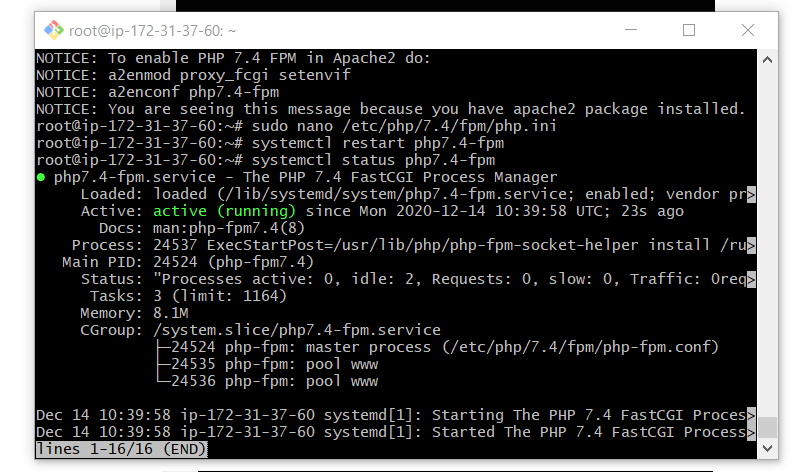 root@ip-172-31-37-60: ~
NOTICE: To enable PHP 7.4 FPM in Apache2 do:
NOTICE: a2enmod proxy_fcgi setenvif
NOTICE: a2enconf php7.4-fpm
NOTICE: You are seeing this message because you have apache2 package installed.
root@ip-172-31-37-60:~# sudo nano /etc/php/7.4/fpm/php.ini
root@ip-172-31-37-60:~# systemctl restart php7.4-fpm
root@ip-172-31-37-60:~# systemctl status php7.4-fpm
● php7.4-fpm.service - The PHP 7.4 FastCGI Process Manager
     Loaded: loaded (/lib/systemd/system/php7.4-fpm.service; enabled; vendor pr>
     Active: active (running) since Mon 2020-12-14 10:39:58 UTC; 23s ago
       Docs: man:php-fpm7.4(8)
    Process: 24537 ExecStartPost=/usr/lib/php/php-fpm-socket-helper install /ru>
   Main PID: 24524 (php-fpm7.4)
     Status: "Processes active: 0, idle: 2, Requests: 0, slow: 0, Traffic: 0req>
      Tasks: 3 (limit: 1164)
     Memory: 8.1M
     CGroup: /system.slice/php7.4-fpm.service
             ├─24524 php-fpm: master process (/etc/php/7.4/fpm/php-fpm.conf)
             ├─24535 php-fpm: pool www
             └─24536 php-fpm: pool www
Dec 14 10:39:58 ip-172-31-37-60 systemd[1]: Starting The PHP 7.4 FastCGI Proces>
Dec 14 10:39:58 ip-172-31-37-60 systemd[1]: Started The PHP 7.4 FastCGI Process>
lines 1-16/16 (END)